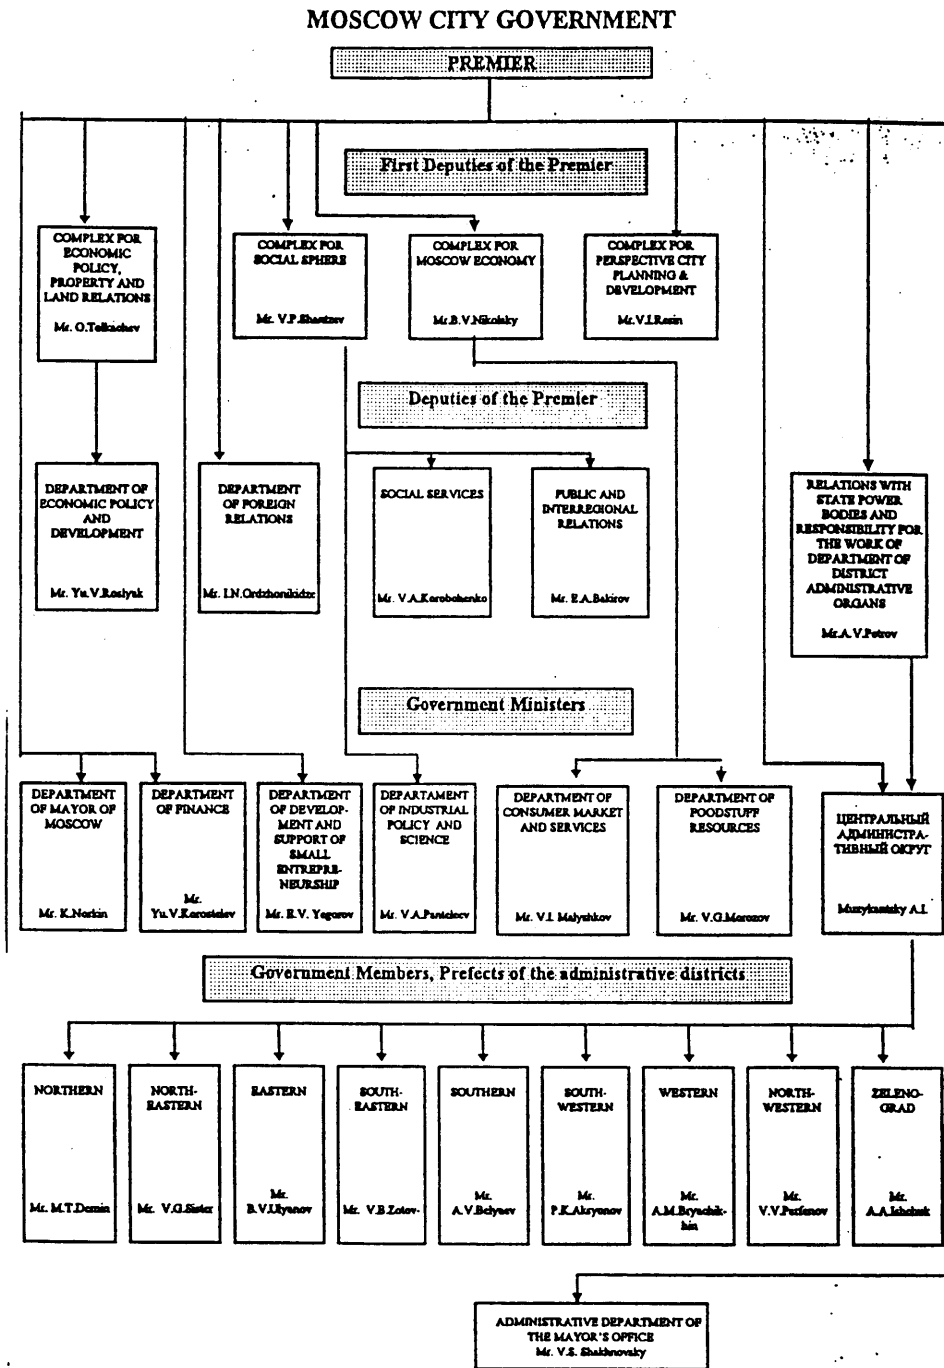 MOSCOW CITY GOVERNMENT
PREMIER
First Deputies of the Premier
COMPLEX FOR
ECONOMIC
POLICY,
PROPERTY AND
LAND RELATIONS
Mr. O.Tolkachev
COMPLEX FOR
SOCIAL SPHERE
Mr. V.P.Shantzev
COMPLEX FOR
MOSCOW ECONOMY
Mr.B.V.Nikolsky
COMPLEX FOR
PERSPECTIVE CITY
PLANNING &
DEVELOPMENT
Mr.V.I.Resin
Deputies of the Premier
DEPARTMENT OF
ECONOMIC POLICY
AND
DEVELOPMENT
Mr. Yu.V.Roslyak
DEPARTMENT
OF FOREIGN
RELATIONS
Mr. I.N.Ordzhonikidze
SOCIAL SERVICES
Mr. V.A.Korobchenko
PUBLIC AND
INTERREGIONAL
RELATIONS
Mr. E.A.Bakirov
RELATIONS WITH
STATE POWER
BODIES AND
RESPONSIBILITY FOR
THE WORK OF
DEPARTMENT OF
DISTRICT
ADMINISTRATIVE
ORGANS
Mr.A.V.Petrov
Government Ministers
DEPARTMENT
OF MAYOR OF
MOSCOW
Mr. K.Norkin
DEPARTMENT
OF FINANCE
Mr.
Yu.V.Korostelev
DEPARTMENT
OF DEVELOP-
MENT AND
SUPPORT OF
SMALL
ENTREPRE-
NEURSHIP
Mr. E.V. Yegorov
DEPARTAMENT
OF INDUSTRIAL
POLICY AND
SCIENCE
Mr. V.A.Panteleev
DEPARTMENT OF
CONSUMER MARKET
AND SERVICES
Mr. V.I. Malyshkov
DEPARTMENT OF
FOODSTUFF
RESOURCES
Mr. V.G.Morozov
ЦЕНТРАЛЬНЫЙ
АДМИНИСТРА-
ТИВНЫЙ ОКРУГ
Muzykantsky A.I.
Government Members, Prefects of the administrative districts
NORTHERN
Mr. M.T.Demin
NORTH-
EASTERN
Mr. V.G.Sister
EASTERN
Mr.
B.V.Ulyanov
SOUTH-
EASTERN
Mr. V.B.Zotov
SOUTHERN
Mr.
A.V.Belyaev
SOUTH-
WESTERN
Mr.
P.K.Aksyonov
WESTERN
Mr.
A.M.Bryachik-
hin
NORTH-
WESTERN
Mr.
V.V.Parfenov
ZELENO-
GRAD
Mr.
A.A.Ishchuk
ADMINISTRATIVE DEPARTMENT OF
THE MAYOR'S OFFICE
Mr. V.S. Shakhnovsky